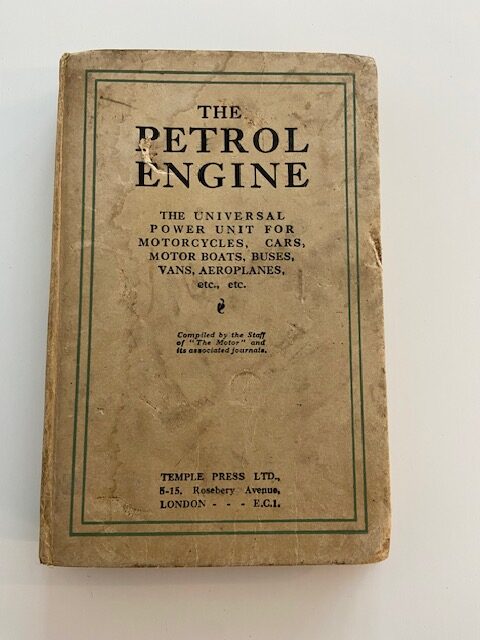 THE
PETROL
ENGINE
THE UNIVERSAL
POWER UNIT FOR
MOTORCYCLES, CARS,
MOTOR BOATS, BUSES,
VANS, AEROPLANES,
etc., etc.
Compiled by the Staff
of "The Motor" and
its associated journals.
TEMPLE PRESS LTD.,
5-15, Rosebery Avenue,
LONDON - - - E.C.1.